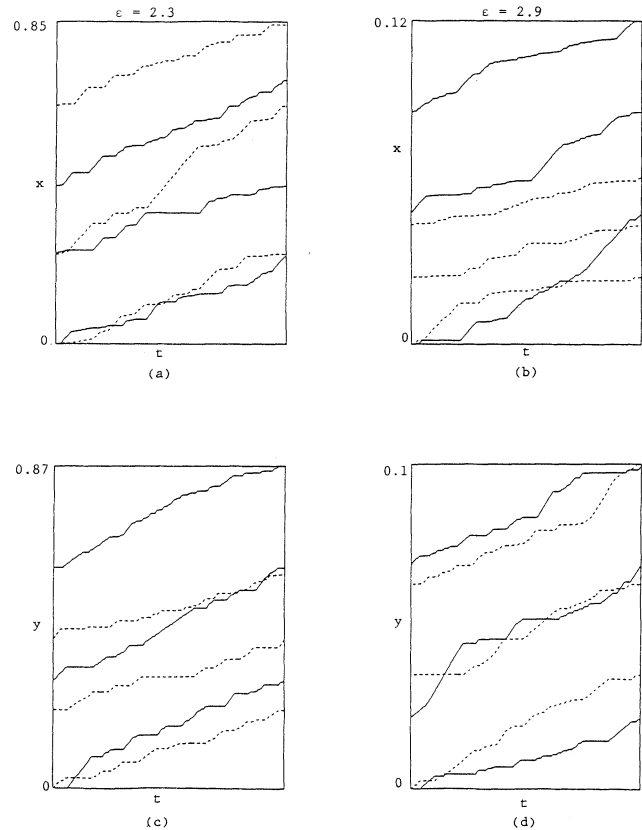 ε = 2.3
ε = 2.9
0.85
x
0
t
(a)
0.12
x
0
t
(b)
0.87
y
0
t
(c)
0.1
y
0
t
(d)